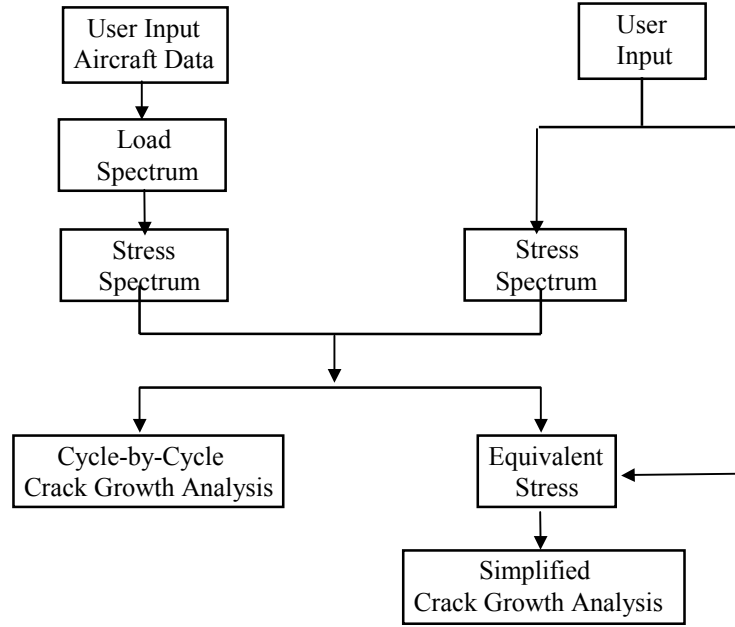 User Input
Aircraft Data
User
Input
Load
Spectrum
Stress
Spectrum
Stress
Spectrum
Cycle-by-Cycle
Crack Growth Analysis
Equivalent
Stress
Simplified
Crack Growth Analysis